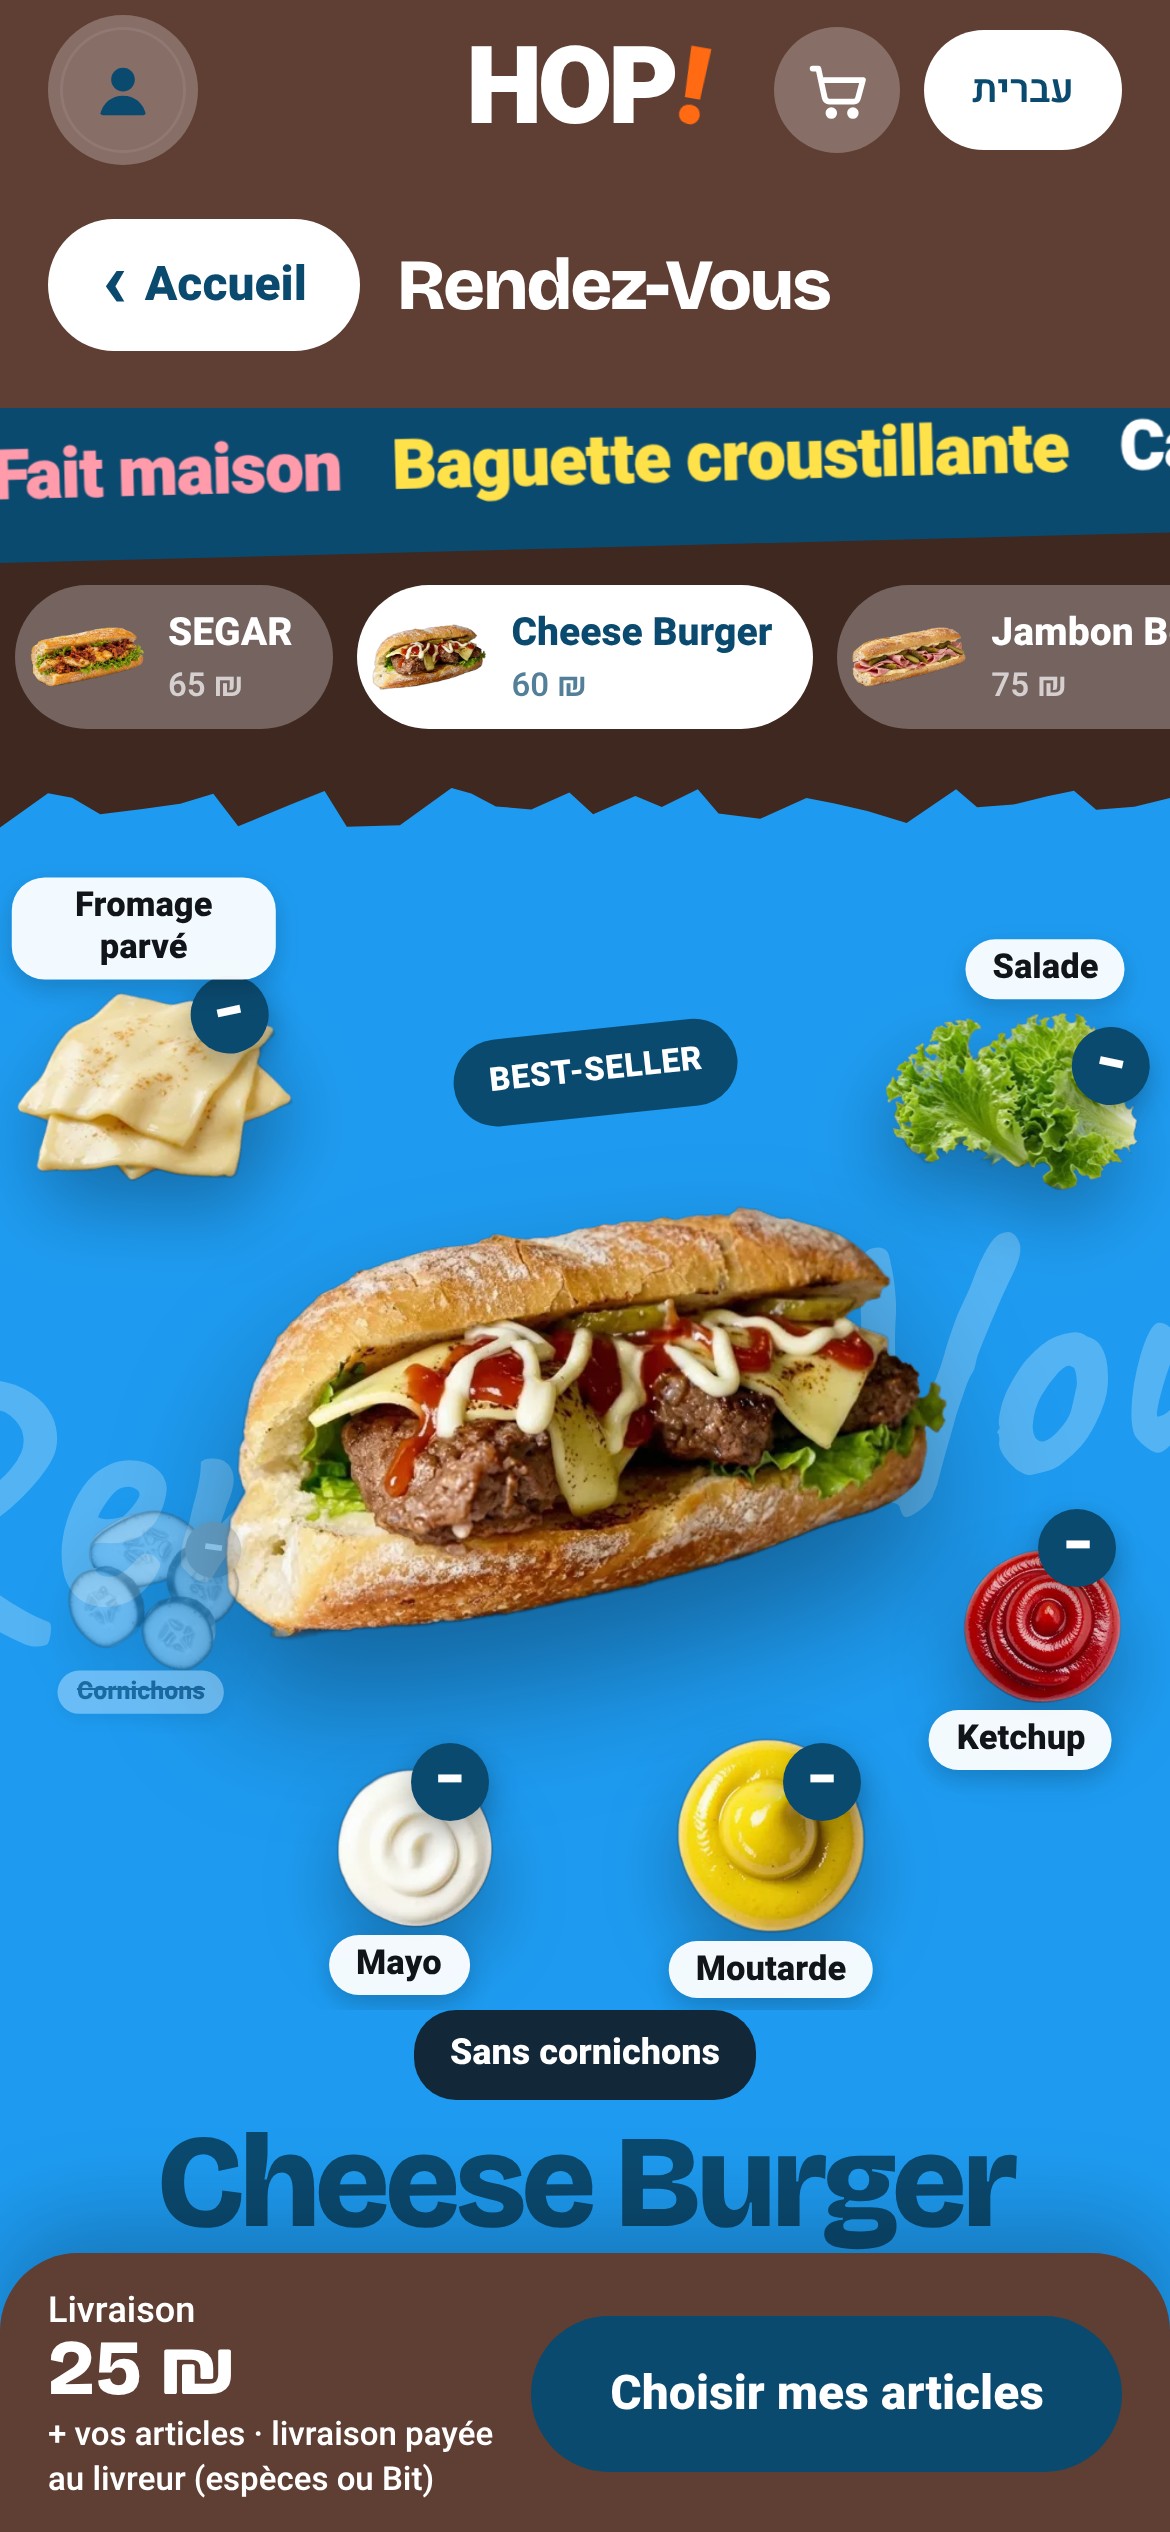 HOP!
עברית
‹ Accueil
Rendez-Vous
Fait maison Baguette croustillante
SEGAR
65 ₪
Cheese Burger
60 ₪
Jambon B
75 ₪
Fromage
parvé
Salade
BEST-SELLER
Cornichons
Ketchup
Mayo
Moutarde
Sans cornichons
Cheese Burger
Livraison
25 ₪
+ vos articles · livraison payée
au livreur (espèces ou Bit)
Choisir mes articles